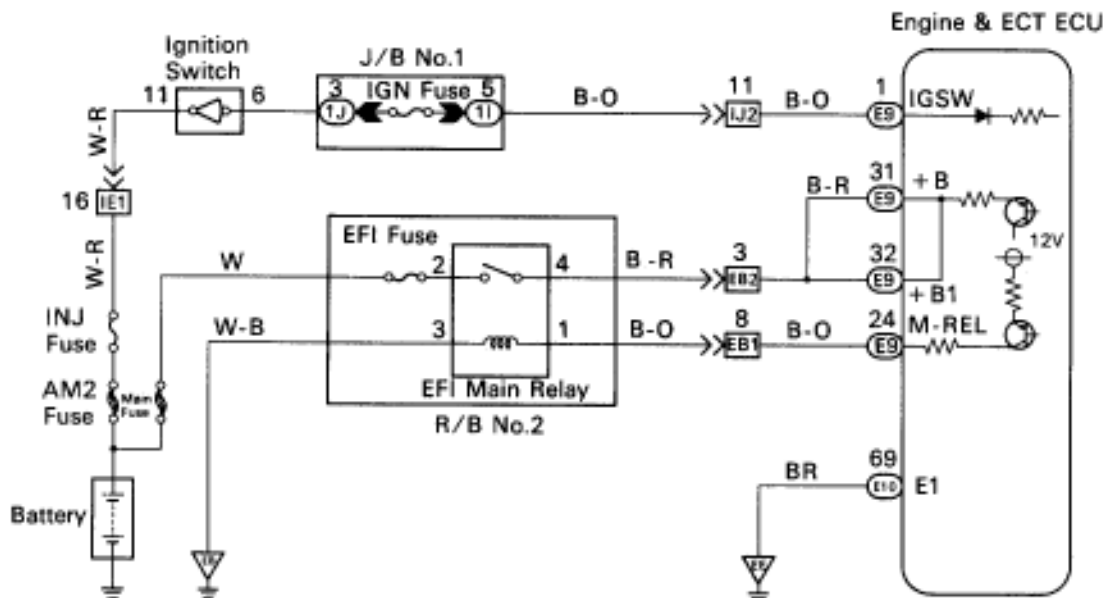 Engine & ECT ECU
Ignition
Switch
J/B No.1
11
6
3
IGN Fuse
5
1J
1I
B-O
11
IJ2
B-O
1
E9
IGSW
W-R
16
IE1
W-R
31
B-R
E9
+B
EFI Fuse
W
2
4
B-R
3
EB2
32
E9
+B1
12V
INJ
Fuse
W-B
3
1
B-O
8
EB1
B-O
24
E9
M-REL
AM2
Fuse
Main
Fuse
EFI Main Relay
R/B No.2
69
BR
E10
E1
Battery